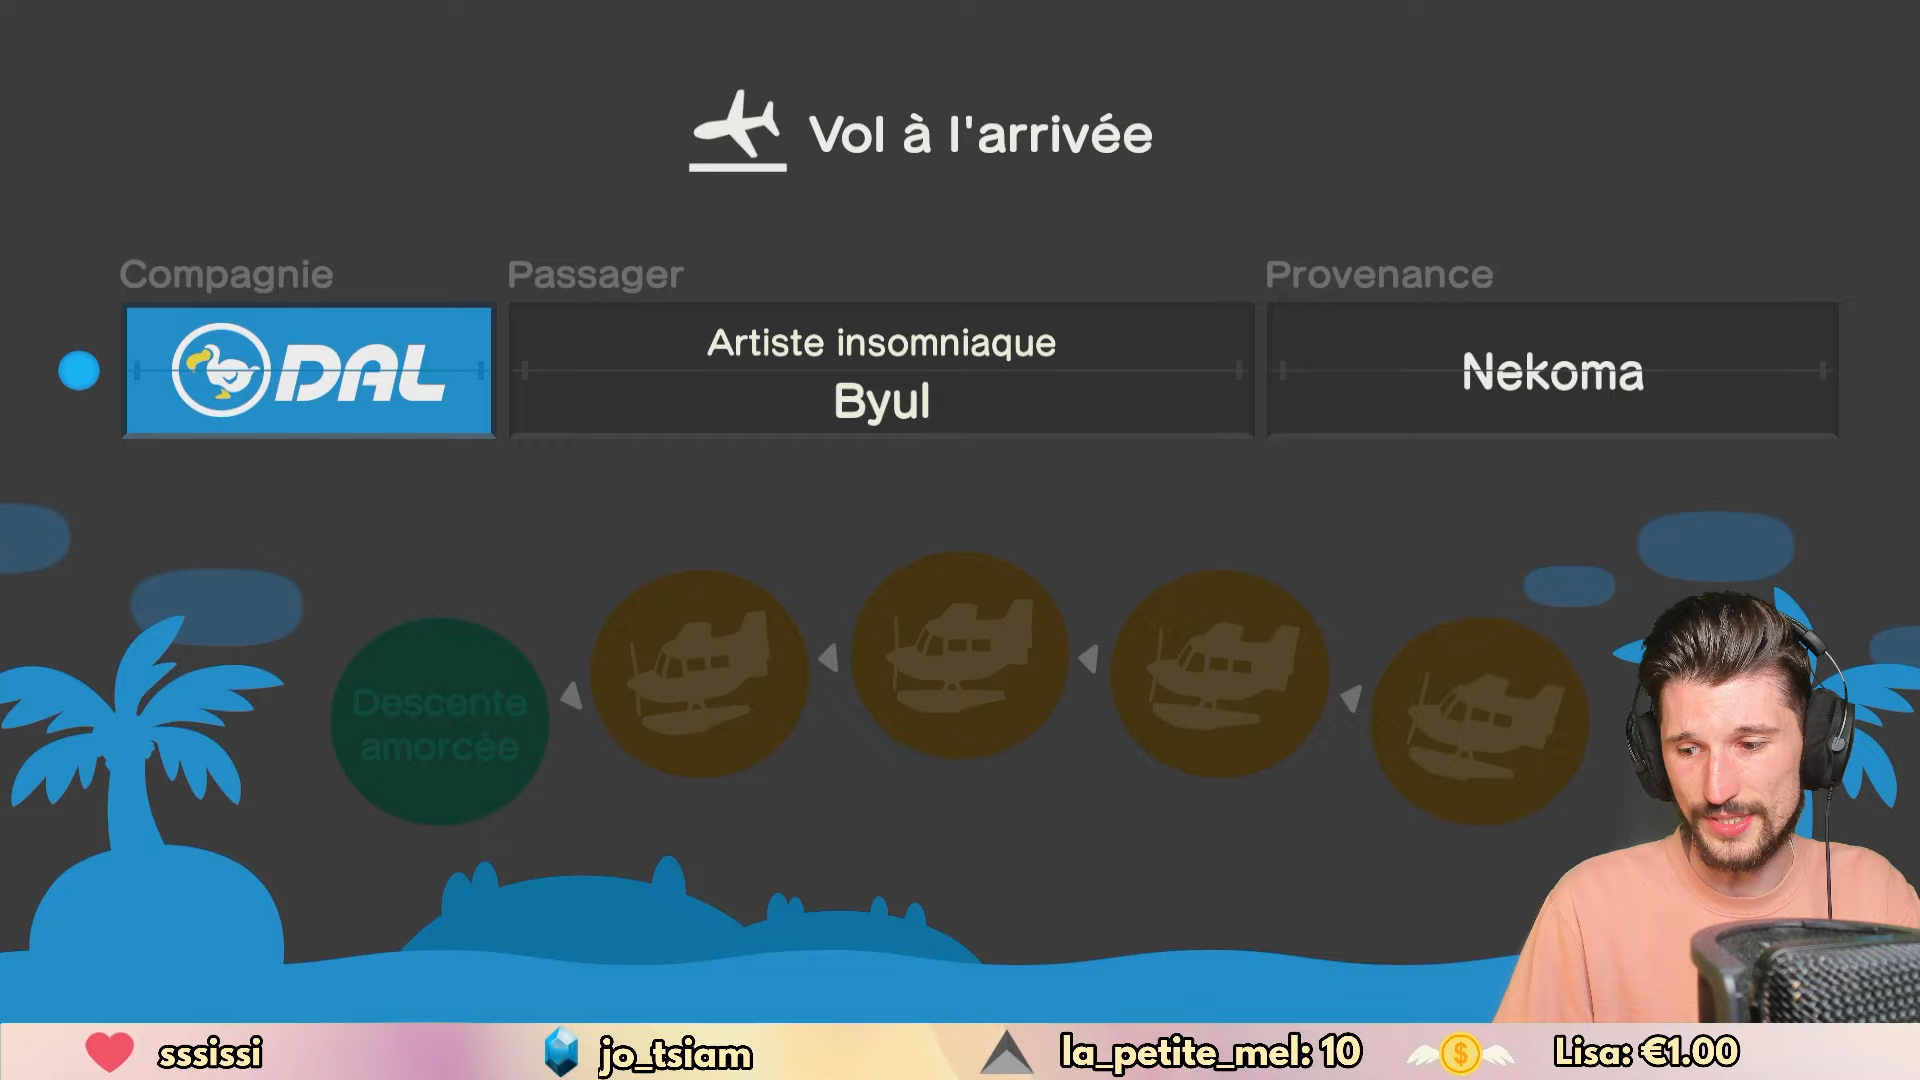 Vol à l'arrivée
Compagnie
Passager
Provenance
DAL
Artiste insomniaque
Byul
Nekoma
Descente
amorcée
sssissi
jo_tsiam
la_petite_mel: 10
$
Lisa: €1.00